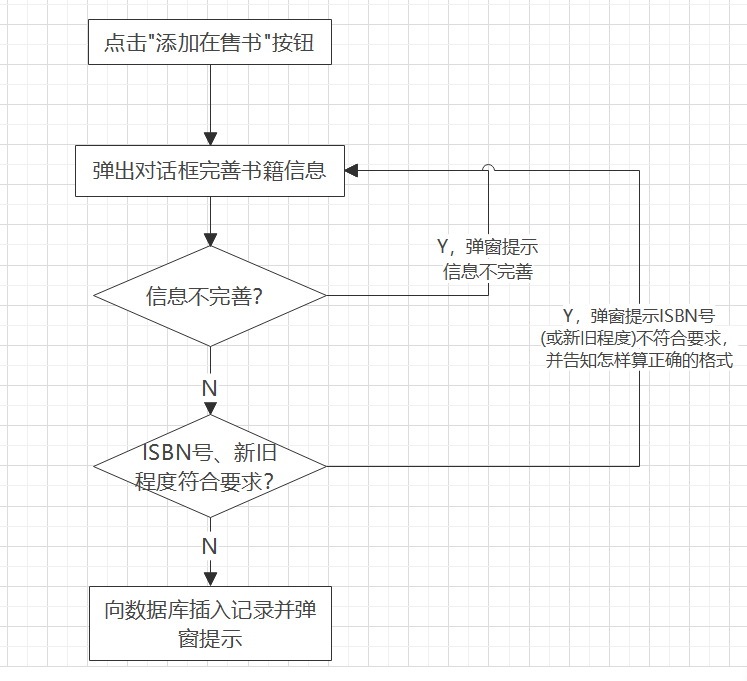 点击"添加在售书"按钮
弹出对话框完善书籍信息
Y，弹窗提示
信息不完善
信息不完善？
Y，弹窗提示ISBN号
(或新旧程度)不符合要求，
并告知怎样算正确的格式
N
ISBN号、新旧
程度符合要求？
N
向数据库插入记录并弹
窗提示